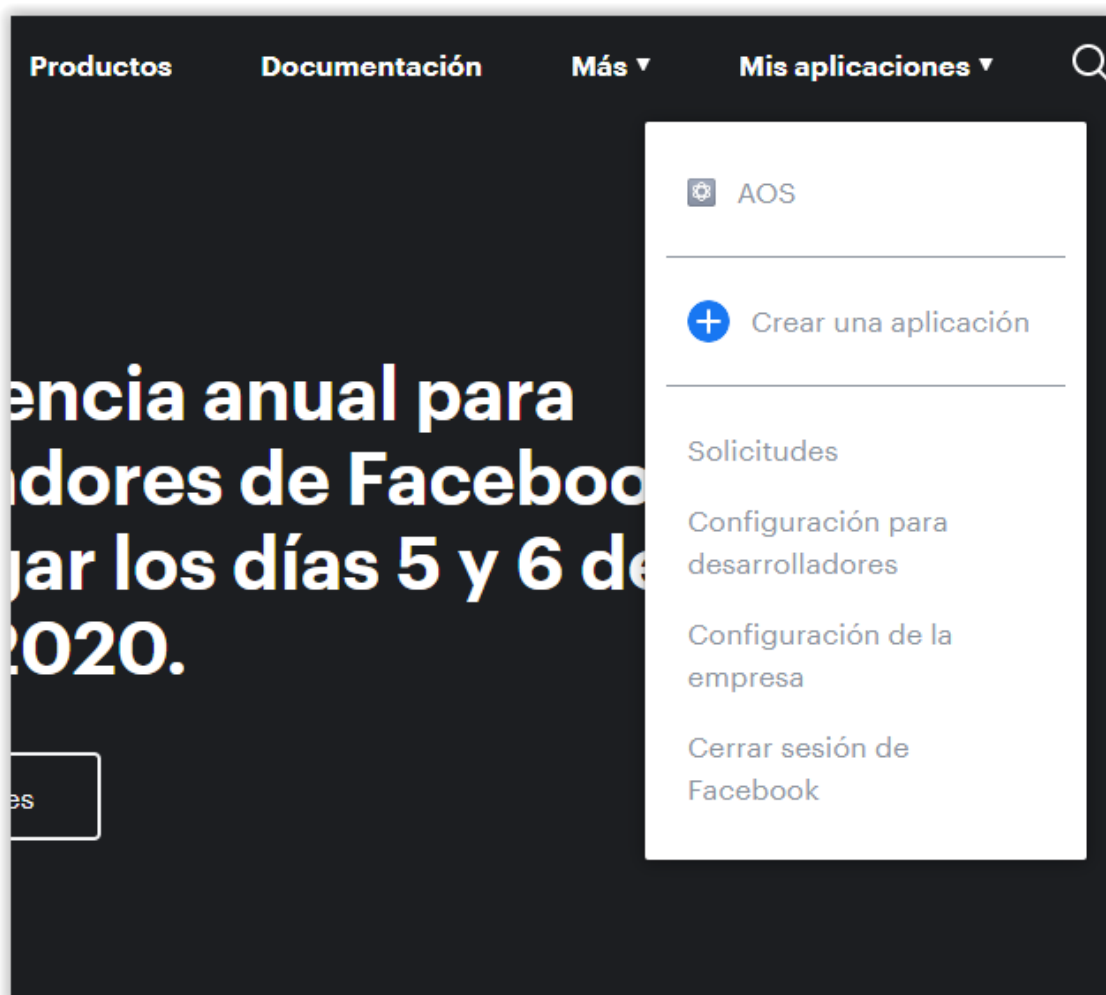 Productos Documentación Más Mis aplicaciones
AOS
Crear una aplicación
encia anual para
dores de Faceboo
gar los días 5 y 6 de
2020.
Solicitudes
Configuración para
desarrolladores
Configuración de la
empresa
Cerrar sesión de
Facebook
es